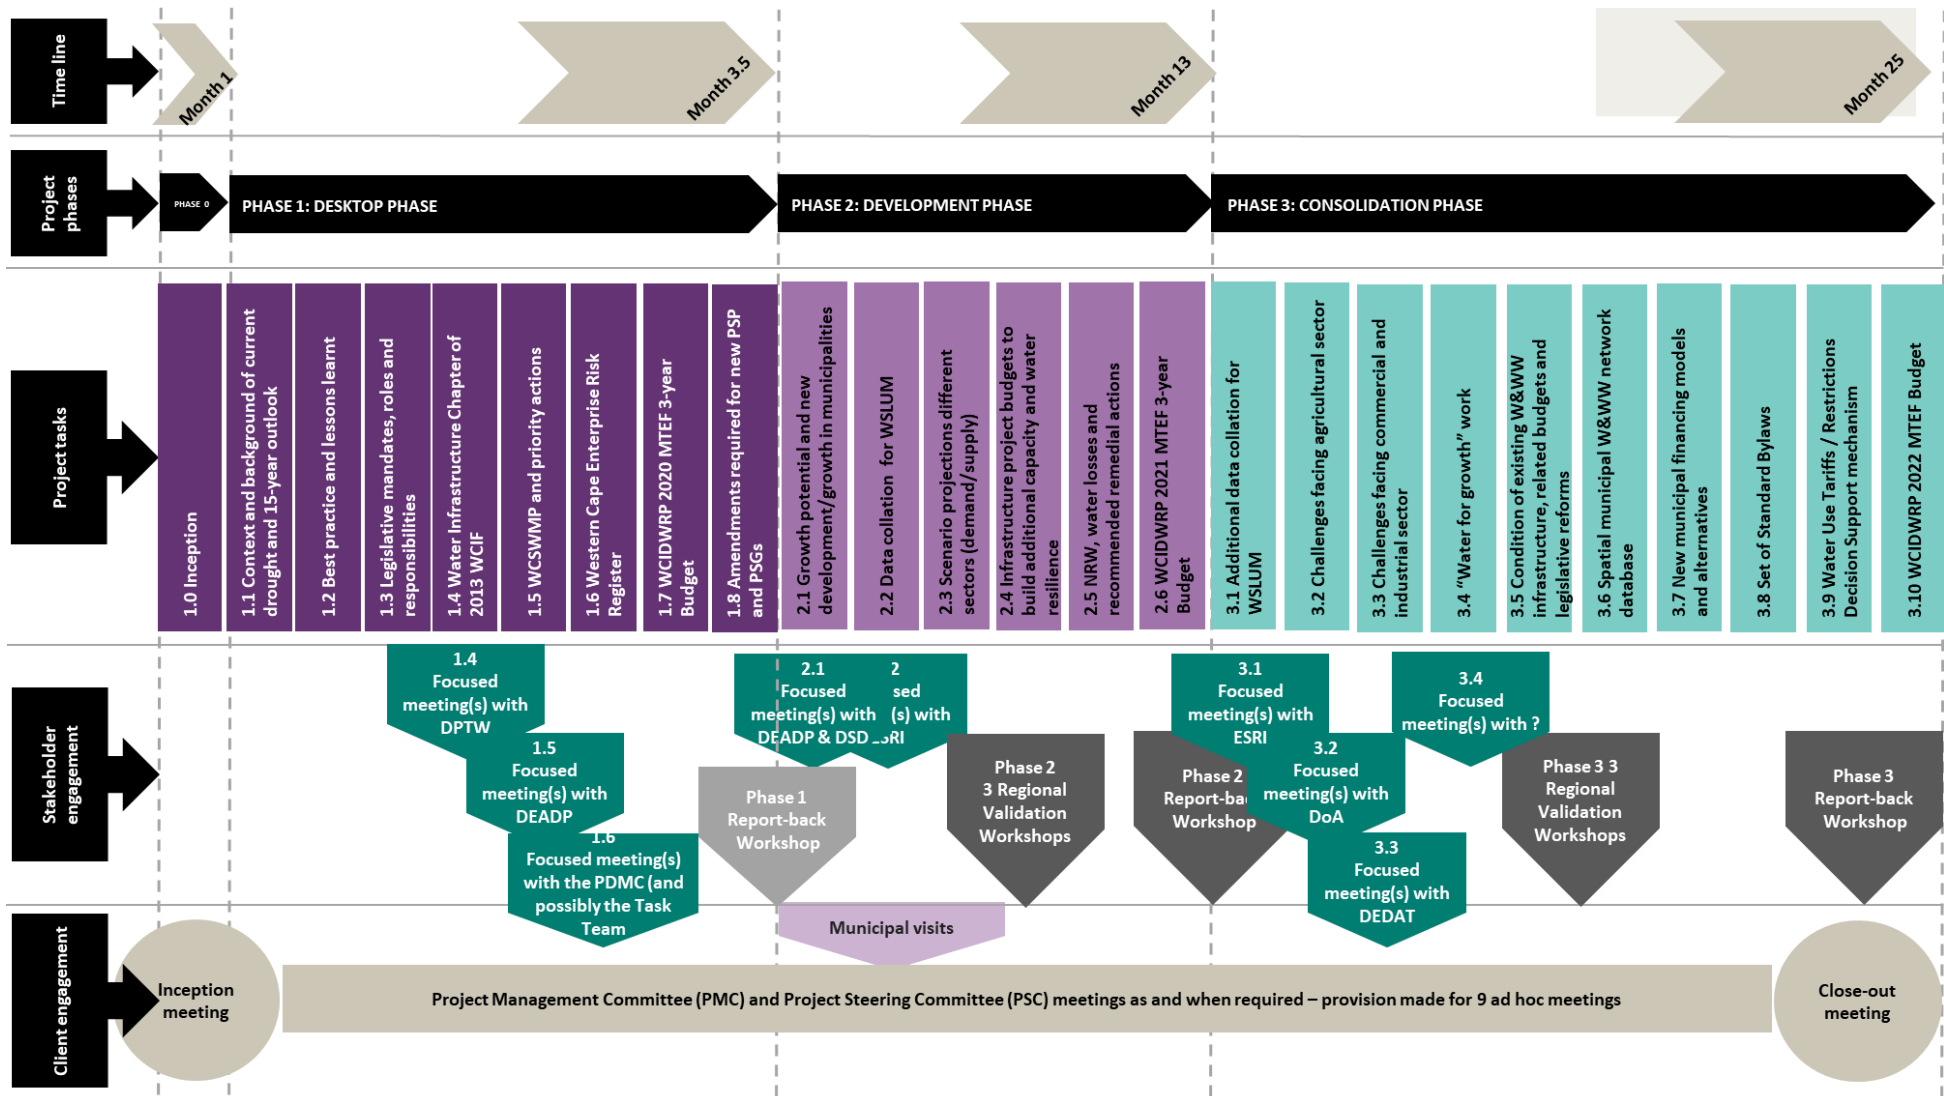 Time line
Month 1
Month 3.5
Month 13
Month 25
Project
phases
PHASE 0
PHASE 1: DESKTOP PHASE
PHASE 2: DEVELOPMENT PHASE
PHASE 3: CONSOLIDATION PHASE
Project tasks
1.0 Inception
1.1 Context and background of current
drought and 15-year outlook
1.2 Best practice and lessons learnt
1.3 Legislative mandates, roles and
responsibilities
1.4 Water Infrastructure Chapter of
2013 WCIF
1.5 WCSWMP and priority actions
1.6 Western Cape Enterprise Risk
Register
1.7 WCIDWRP 2020 MTEF 3-year
Budget
1.8 Amendments required for new PSP
and PSGs
2.1 Growth potential and new
development/growth in municipalities
2.2 Data collation for WSLUM
2.3 Scenario projections different
sectors (demand/supply)
2.4 Infrastructure project budgets to
build additional capacity and water
resilience
2.5 NRW, water losses and
recommended remedial actions
2.6 WCIDWRP 2021 MTEF 3-year
Budget
3.1 Additional data collation for
WSLUM
3.2 Challenges facing agricultural sector
3.3 Challenges facing commercial and
industrial sector
3.4 “Water for growth” work
3.5 Condition of existing W&WW
infrastructure, related budgets and
legislative reforms
3.6 Spatial municipal W&WW network
database
3.7 New municipal financing models
and alternatives
3.8 Set of Standard Bylaws
3.9 Water Use Tariffs / Restrictions
Decision Support mechanism
3.10 WCIDWRP 2022 MTEF Budget
Stakeholder
engagement
1.4
Focused
meeting(s) with
DPTW
1.5
Focused
meeting(s) with
DEADP
1.6
Focused meeting(s)
with the PDMC (and
possibly the Task
Team
Phase 1
Report-back
Workshop
2.1
Focused
meeting(s) with
DEADP & DSD
2
sed
(s) with
SRI
Phase 2
3 Regional
Validation
Workshops
Phase 2
Report-bac
Workshop
3.1
Focused
meeting(s) with
ESRI
3.2
Focused
meeting(s) with
DoA
3.3
Focused
meeting(s) with
DEDAT
3.4
Focused
meeting(s) with ?
Phase 3 3
Regional
Validation
Workshops
Phase 3
Report-back
Workshop
Client engagement
Inception
meeting
Municipal visits
Project Management Committee (PMC) and Project Steering Committee (PSC) meetings as and when required – provision made for 9 ad hoc meetings
Close-out
meeting